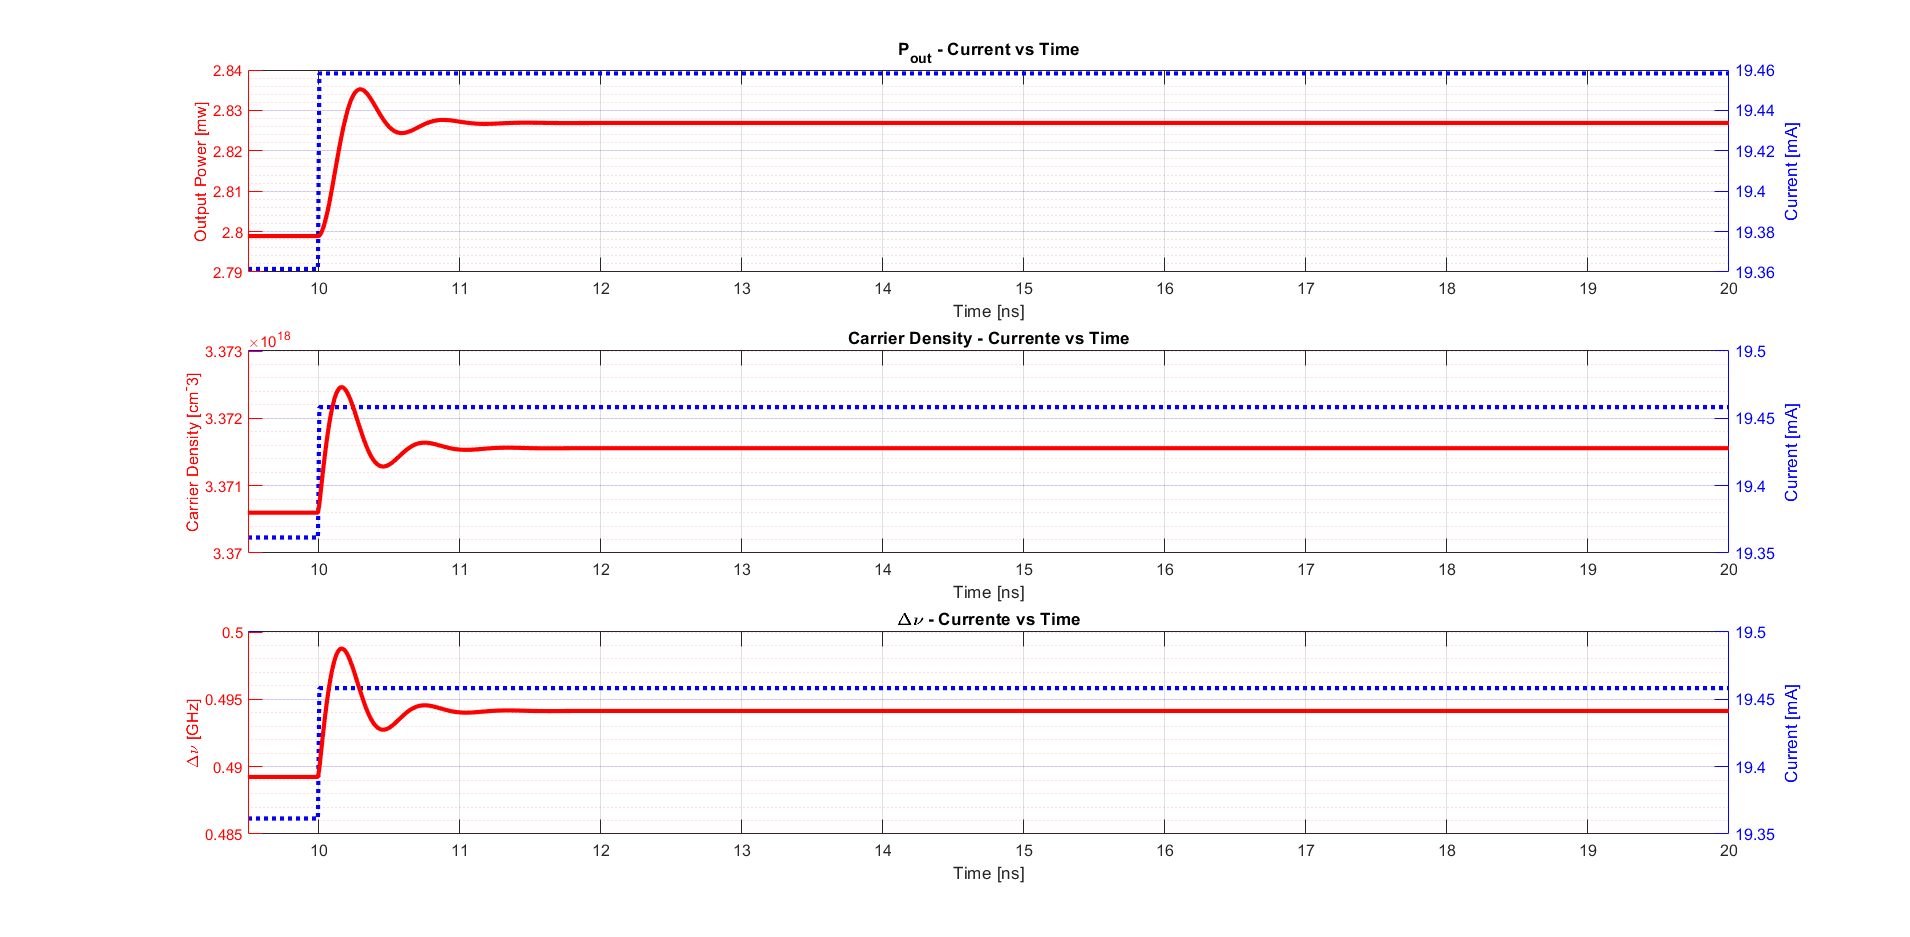 P_out - Current vs Time
2.84
2.83
2.82
2.81
2.8
2.79
Output Power [mw]
19.46
19.44
19.42
19.4
19.38
19.36
Current [mA]
10 11 12 13 14 15 16 17 18 19 20
Time [ns]
Carrier Density - Currente vs Time
×10^18
3.373
3.372
3.371
3.37
Carrier Density [cm^-3]
19.5
19.45
19.4
19.35
Current [mA]
10 11 12 13 14 15 16 17 18 19 20
Time [ns]
Δν - Currente vs Time
0.5
0.495
0.49
0.485
Δν [GHz]
19.5
19.45
19.4
19.35
Current [mA]
10 11 12 13 14 15 16 17 18 19 20
Time [ns]